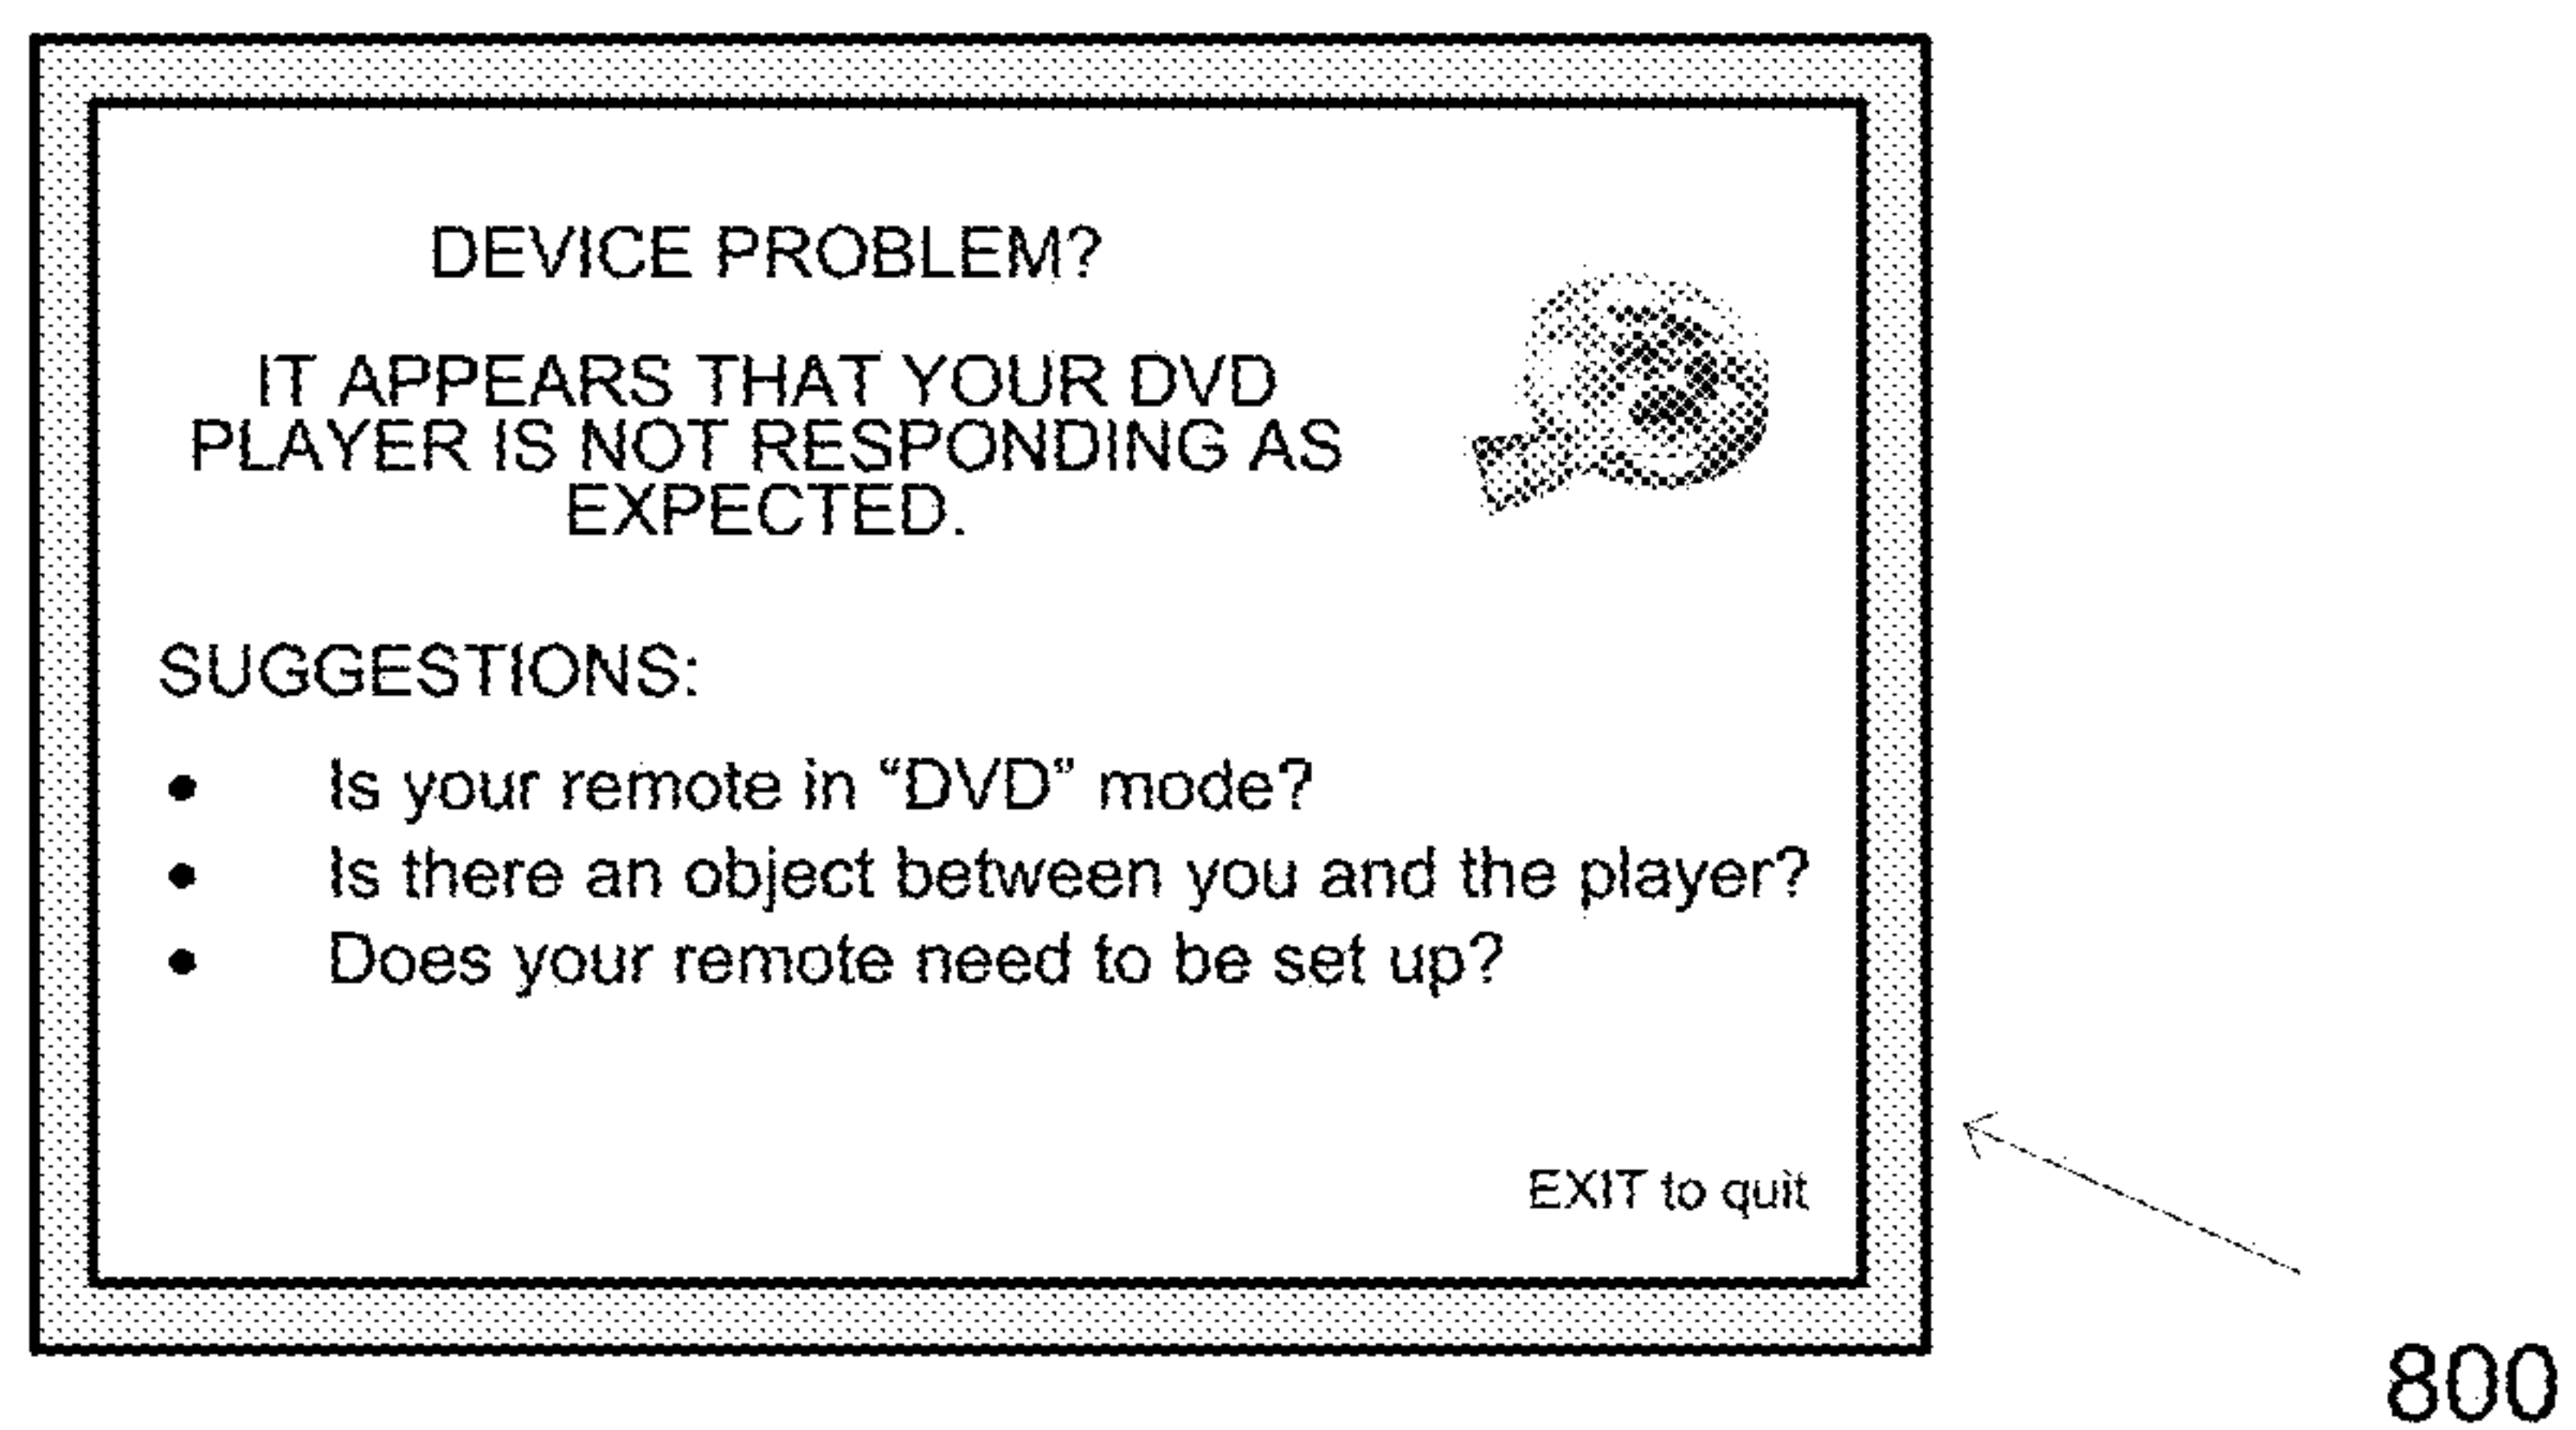 DEVICE PROBLEM?
IT APPEARS THAT YOUR DVD
PLAYER IS NOT RESPONDING AS
EXPECTED.
SUGGESTIONS:
• Is your remote in “DVD” mode?
• Is there an object between you and the player?
• Does your remote need to be set up?
EXIT to quit
800